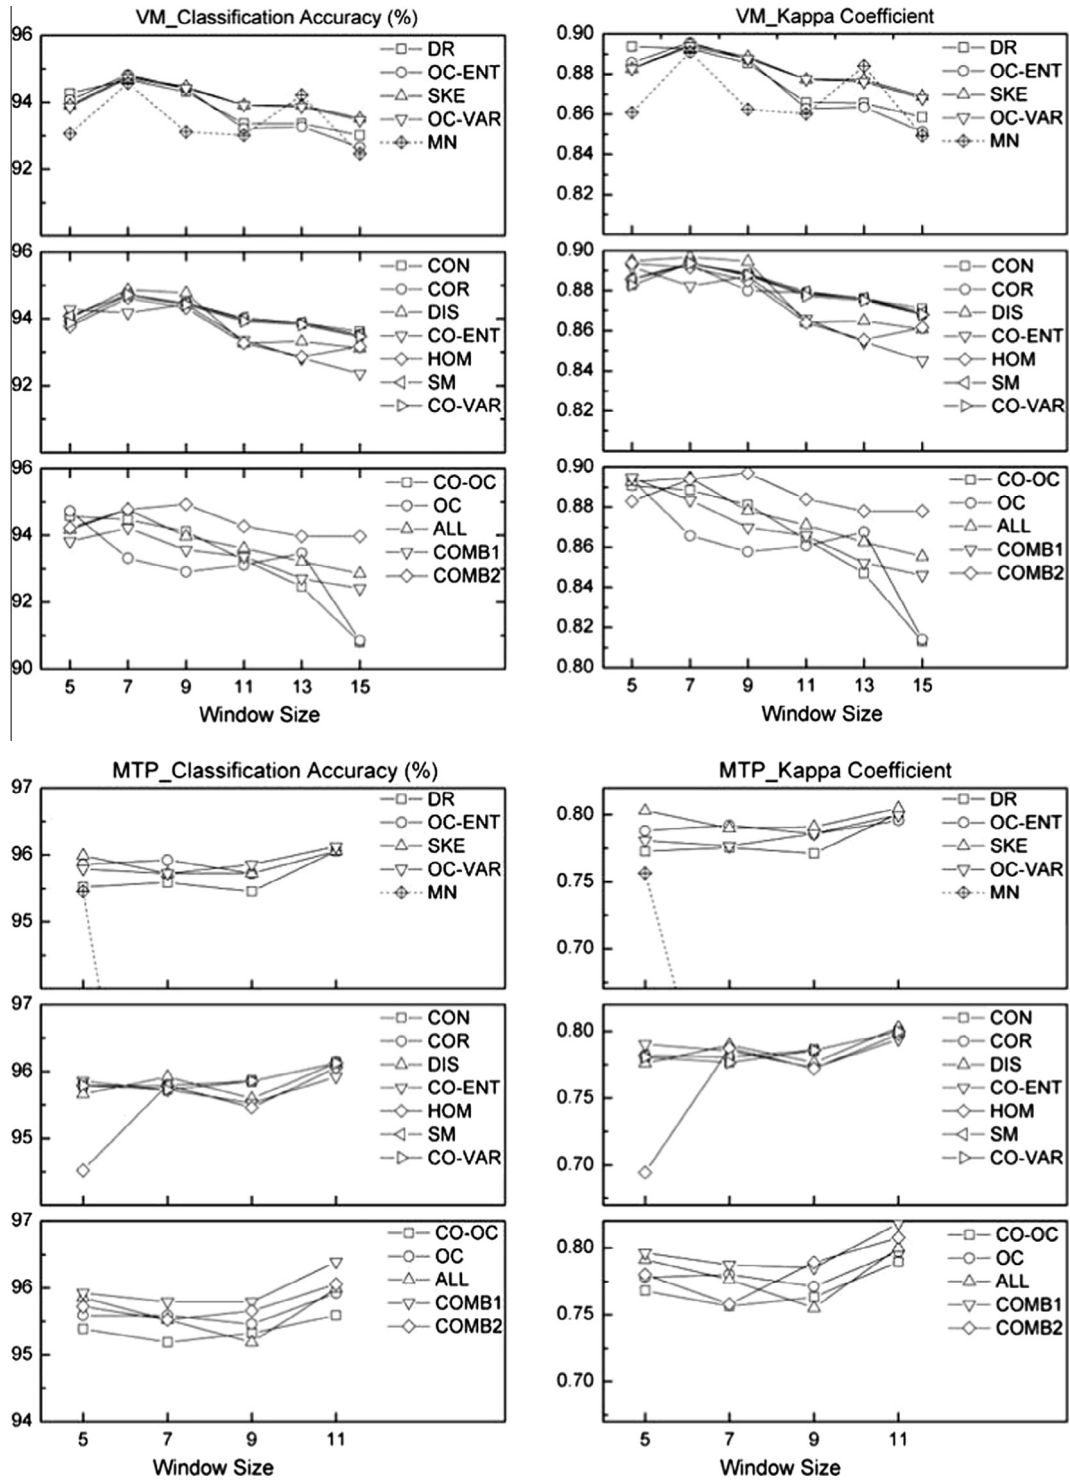 VM_Classification Accuracy (%)
96
94
92
DR
OC-ENT
SKE
OC-VAR
MN
96
94
92
CON
COR
DIS
CO-ENT
HOM
SM
CO-VAR
96
94
92
90
CO-OC
OC
ALL
COMB1
COMB2
5 7 9 11 13 15
Window Size
VM_Kappa Coefficient
0.90
0.88
0.86
0.84
0.82
DR
OC-ENT
SKE
OC-VAR
MN
0.90
0.88
0.86
0.84
0.82
CON
COR
DIS
CO-ENT
HOM
SM
CO-VAR
0.90
0.88
0.86
0.84
0.82
0.80
CO-OC
OC
ALL
COMB1
COMB2
5 7 9 11 13 15
Window Size
MTP_Classification Accuracy (%)
97
96
95
DR
OC-ENT
SKE
OC-VAR
MN
97
96
95
CON
COR
DIS
CO-ENT
HOM
SM
CO-VAR
97
96
95
94
CO-OC
OC
ALL
COMB1
COMB2
5 7 9 11
Window Size
MTP_Kappa Coefficient
0.80
0.75
0.70
DR
OC-ENT
SKE
OC-VAR
MN
0.80
0.75
0.70
CON
COR
DIS
CO-ENT
HOM
SM
CO-VAR
0.80
0.75
0.70
CO-OC
OC
ALL
COMB1
COMB2
5 7 9 11
Window Size